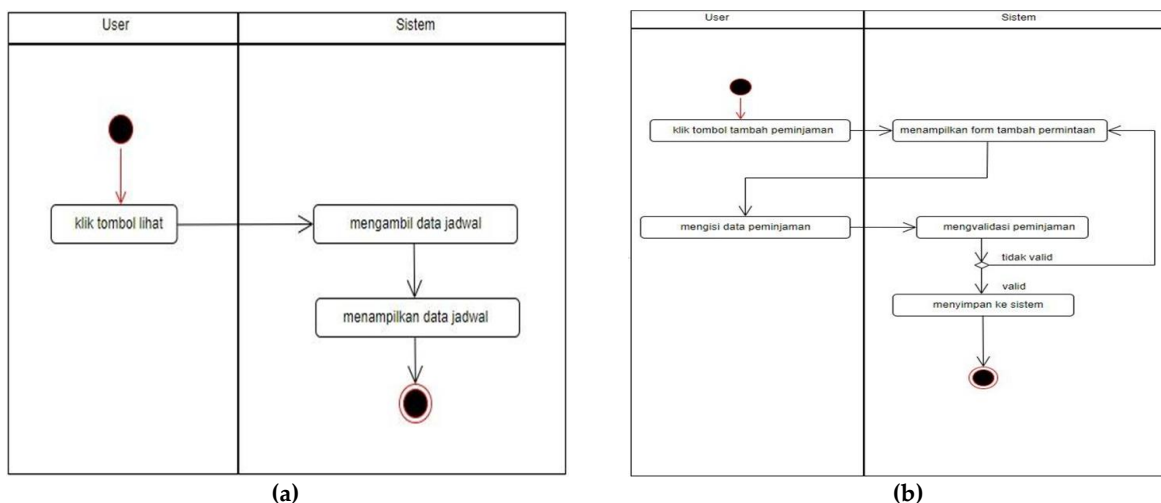 User
Sistem
klik tombol lihat
mengambil data jadwal
menampilkan data jadwal
(a)
User
Sistem
klik tombol tambah peminjaman
menampilkan form tambah permintaan
mengisi data peminjaman
mengvalidasi peminjaman
tidak valid
valid
menyimpan ke sistem
(b)